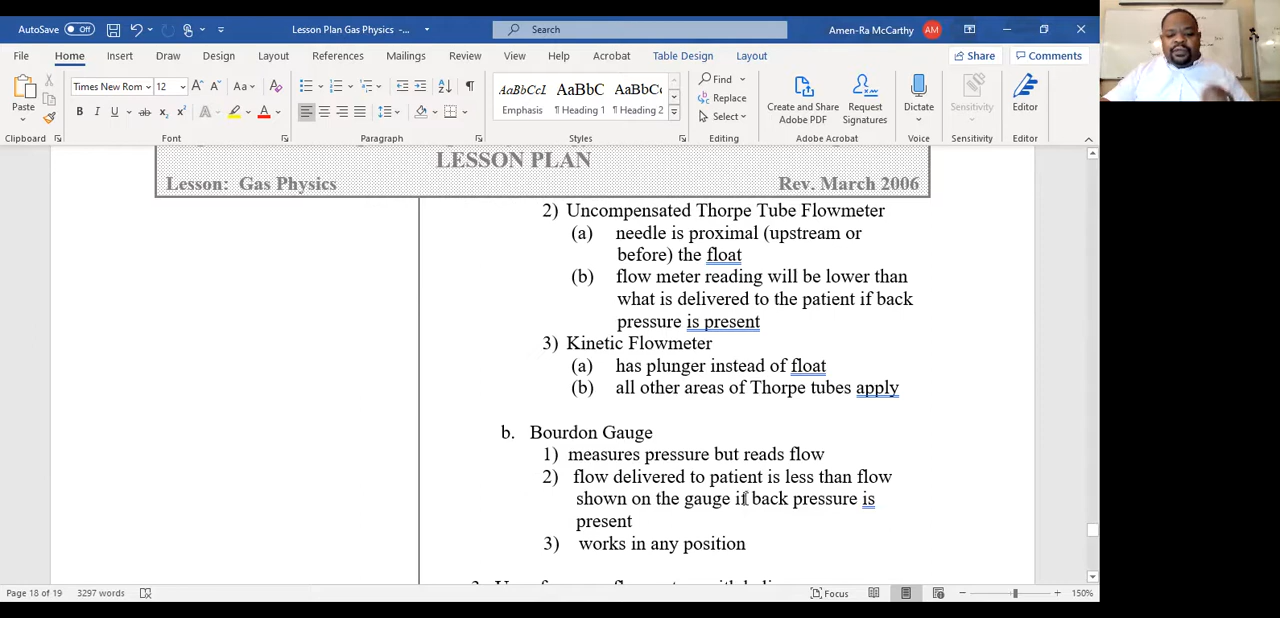 AutoSave Off
Lesson Plan Gas Physics -...
Search
Amen-Ra McCarthy AM
File Home Insert Draw Design Layout References Mailings Review View Help Acrobat Table Design Layout
Share Comments
Paste
Clipboard
Times New Rom 12
Font
Paragraph
AaBbCcI AaBbC AaBbCc
Emphasis ¶ Heading 1 ¶ Heading 2
Styles
Find
Replace
Select
Editing
Create and Share Adobe PDF
Request Signatures
Adobe Acrobat
Dictate
Voice
Sensitivity
Sensitivity
Editor
Editor
LESSON PLAN
Lesson: Gas Physics Rev. March 2006
2) Uncompensated Thorpe Tube Flowmeter
(a) needle is proximal (upstream or
before) the float
(b) flow meter reading will be lower than
what is delivered to the patient if back
pressure is present
3) Kinetic Flowmeter
(a) has plunger instead of float
(b) all other areas of Thorpe tubes apply
b. Bourdon Gauge
1) measures pressure but reads flow
2) flow delivered to patient is less than flow
shown on the gauge if back pressure is
present
3) works in any position
Page 18 of 19 3297 words Focus 150%